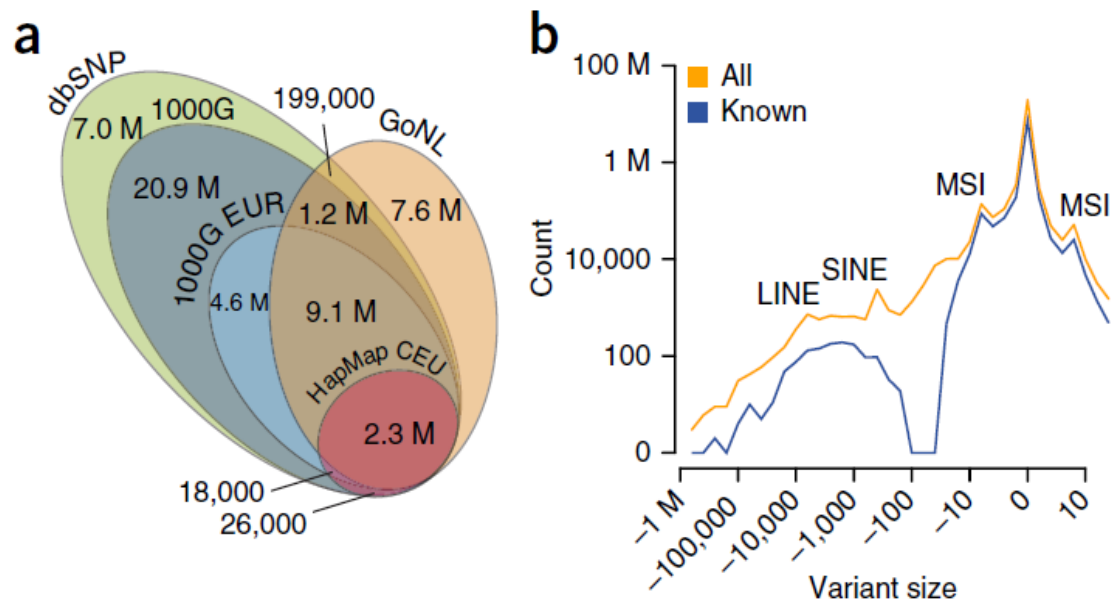 a
dbSNP
7.0 M
1000G
199,000
GoNL
20.9 M
1.2 M
7.6 M
1000G EUR
4.6 M
9.1 M
HapMap CEU
2.3 M
18,000
26,000
b
All
Known
Count
100 M
1 M
10,000
100
0
LINE
SINE
MSI
MSI
−1 M
−100,000
−10,000
−1,000
−100
−10
0
10
Variant size